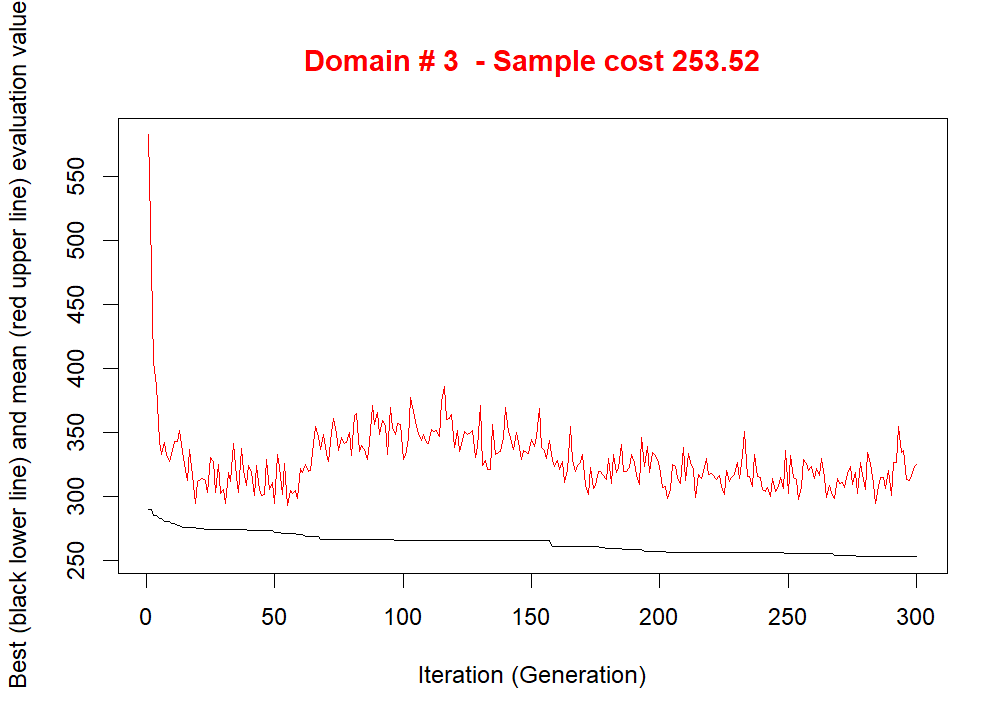 Domain # 3  - Sample cost 253.52
Best (black lower line) and mean (red upper line) evaluation value
550
500
450
400
350
300
250
0 50 100 150 200 250 300
Iteration (Generation)